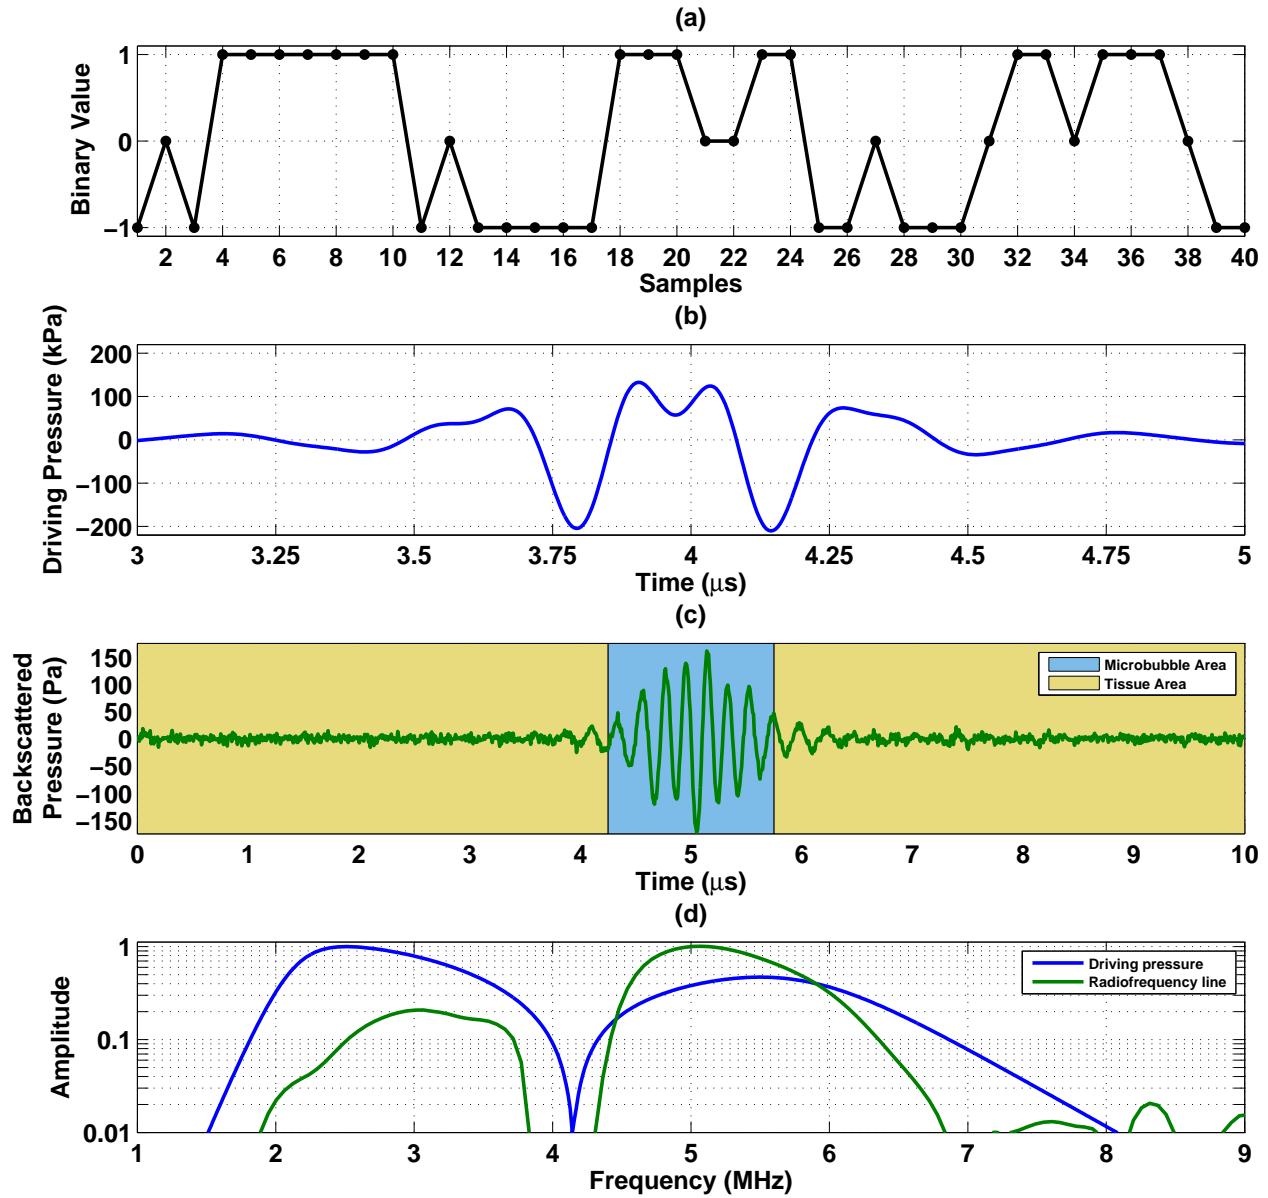 (a)
Binary Value
1
0
−1
2 4 6 8 10 12 14 16 18 20 22 24 26 28 30 32 34 36 38 40
Samples
(b)
Driving Pressure (kPa)
200
100
0
−100
−200
3 3.25 3.5 3.75 4 4.25 4.5 4.75 5
Time (μs)
(c)
Backscattered
Pressure (Pa)
150
100
50
0
−50
−100
−150
Microbubble Area
Tissue Area
0 1 2 3 4 5 6 7 8 9 10
Time (μs)
(d)
Amplitude
1
0.1
0.01
Driving pressure
Radiofrequency line
1 2 3 4 5 6 7 8 9
Frequency (MHz)